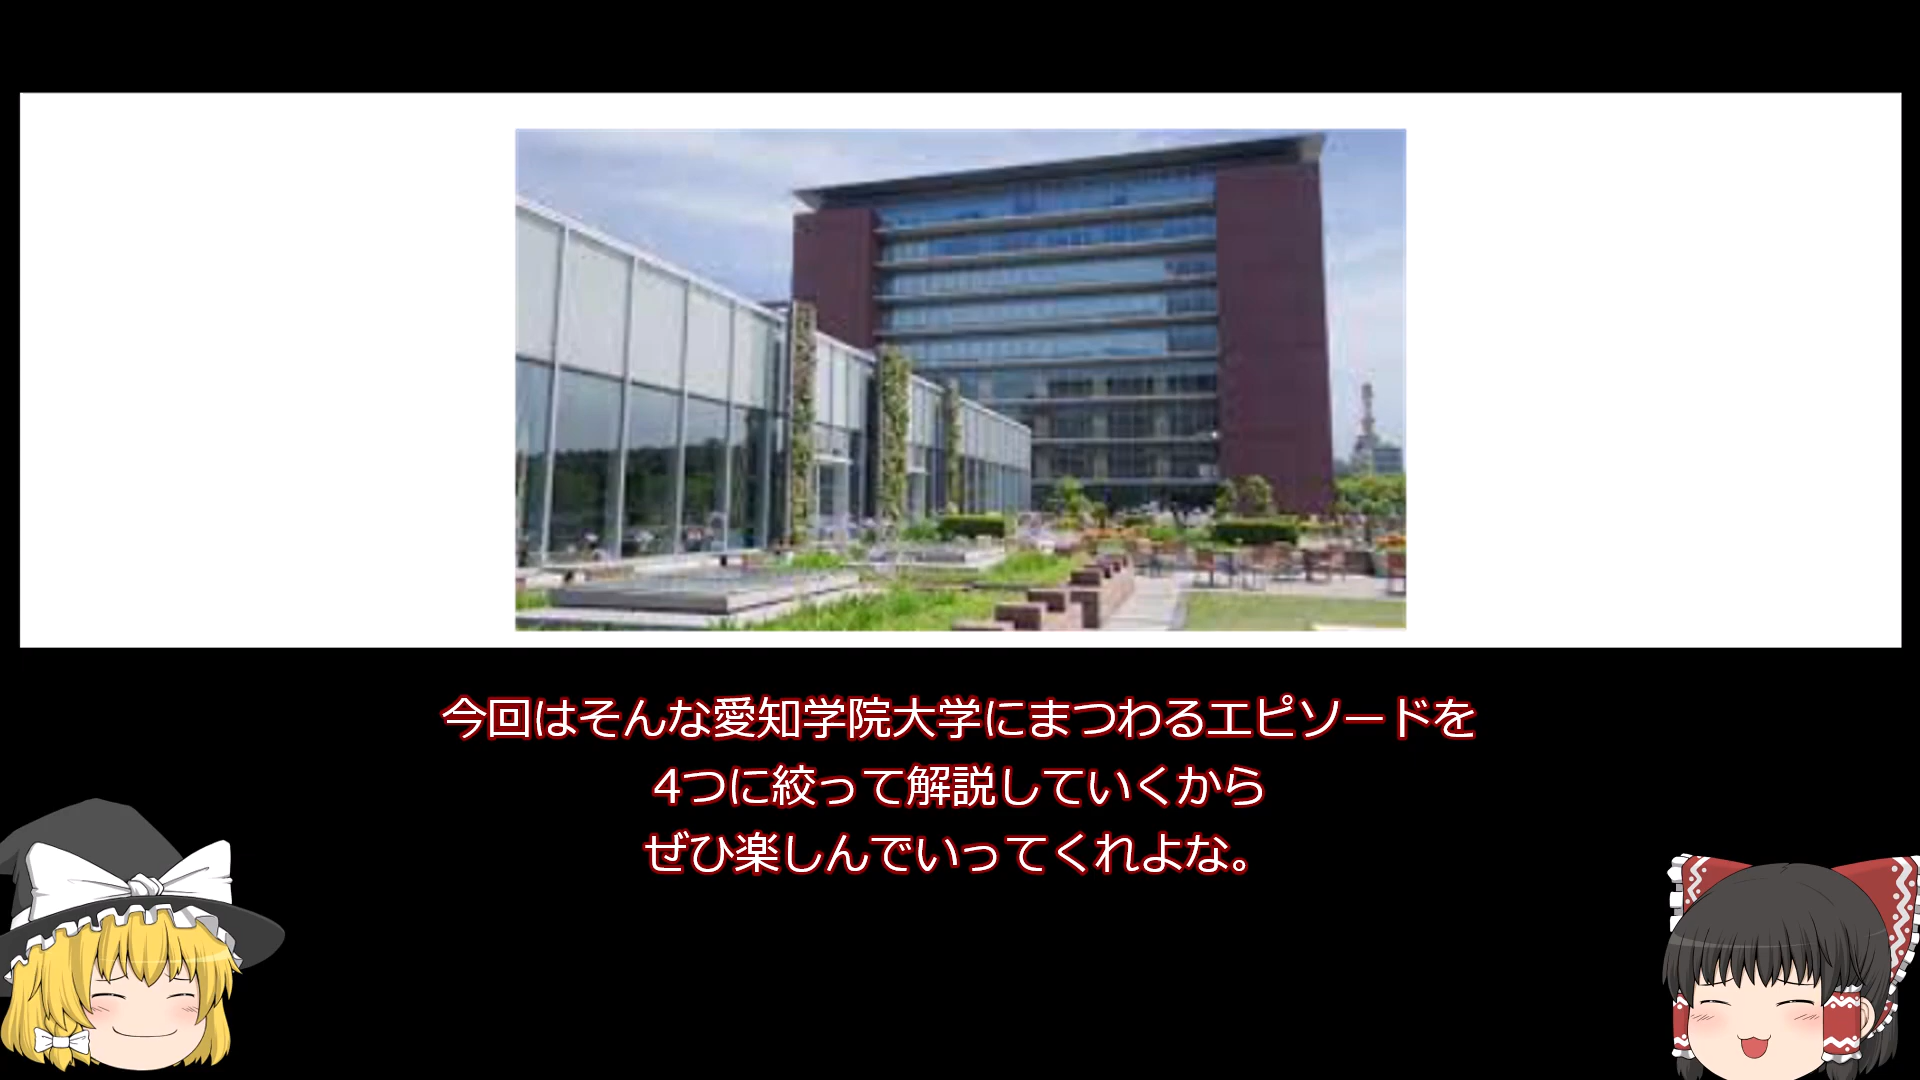 今回はそんな愛知学院大学にまつわるエピソードを
4つに絞って解説していくから
ぜひ楽しんでいってくれよな。